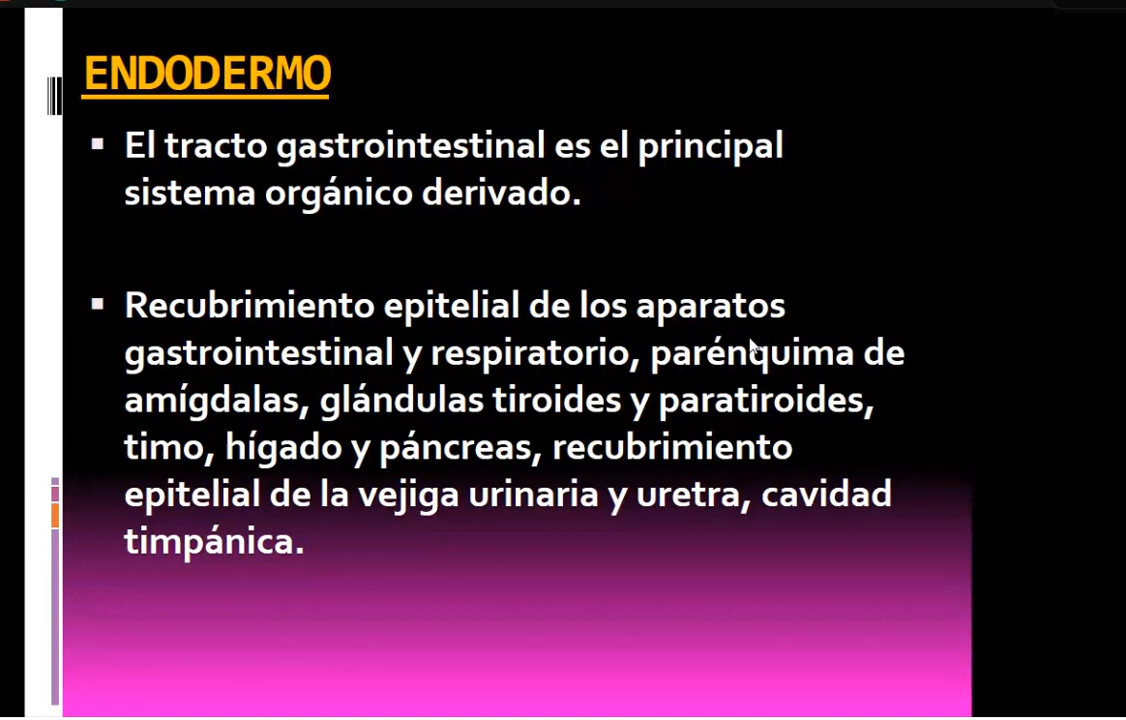 ENDODERMO
▪ El tracto gastrointestinal es el principal
sistema orgánico derivado.
▪ Recubrimiento epitelial de los aparatos
gastrointestinal y respiratorio, parénquima de
amígdalas, glándulas tiroides y paratiroides,
timo, hígado y páncreas, recubrimiento
epitelial de la vejiga urinaria y uretra, cavidad
timpánica.